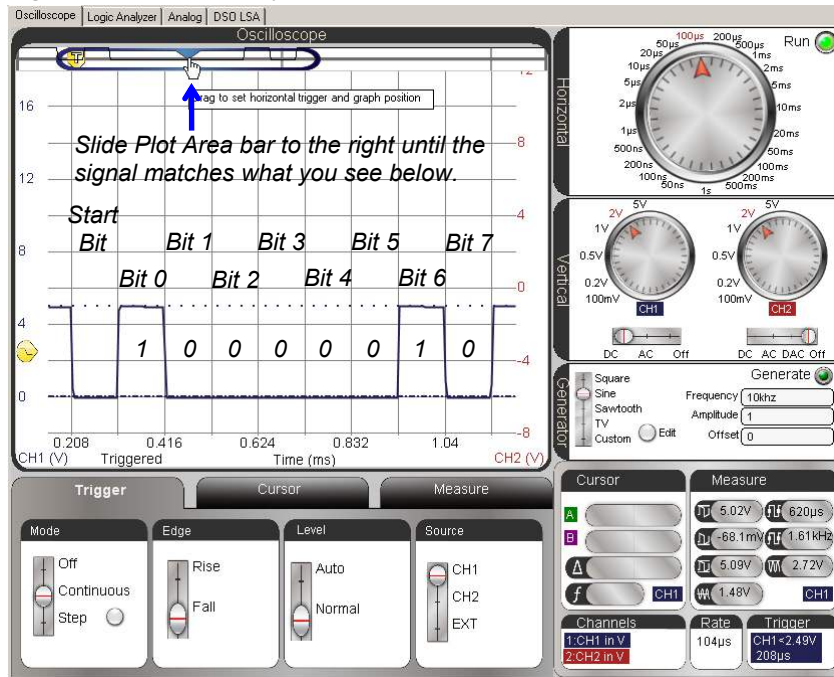 Oscilloscope Logic Analyzer Analog DSO LSA
Oscilloscope
T
16
12
8
4
0
8
4
0
-4
-8
rag to set horizontal trigger and graph position
Slide Plot Area bar to the right until the
signal matches what you see below.
Start
Bit Bit 1 Bit 3 Bit 5 Bit 7
Bit 0 Bit 2 Bit 4 Bit 6
1 0 0 0 0 0 1 0
0.208 0.416 0.624 0.832 1.04
CH1 (V) Triggered Time (ms) CH2 (V)
Trigger Cursor Measure
Mode
Off
Continuous
Step
Edge
Rise
Fall
Level
Auto
Normal
Source
CH1
CH2
EXT
Horizontal
Run
100µs 200µs
50µs 500µs
20µs 1ms
10µs 2ms
5µs 5ms
2µs 10ms
1µs 20ms
500ns 50ms
200ns 100ms
100ns 200ms
50ns 1s 500ms
Vertical
5V
2V
1V
0.5V
0.2V
100mV
CH1
DC AC Off
5V
2V
1V
0.5V
0.2V
100mV
CH2
DC AC DAC Off
Generator
Generate
Square
Sine
Sawtooth
TV
Custom
Edit
Frequency 10khz
Amplitude 1
Offset 0
Cursor
A
B
Δ
f CH1
Measure
5.02V 620µs
-68.1mV 1.61kHz
5.09V 2.72V
1.48V CH1
Channels
1:CH1 in V
2:CH2 in V
Rate
104µs
Trigger
CH1<2.49V
208µs